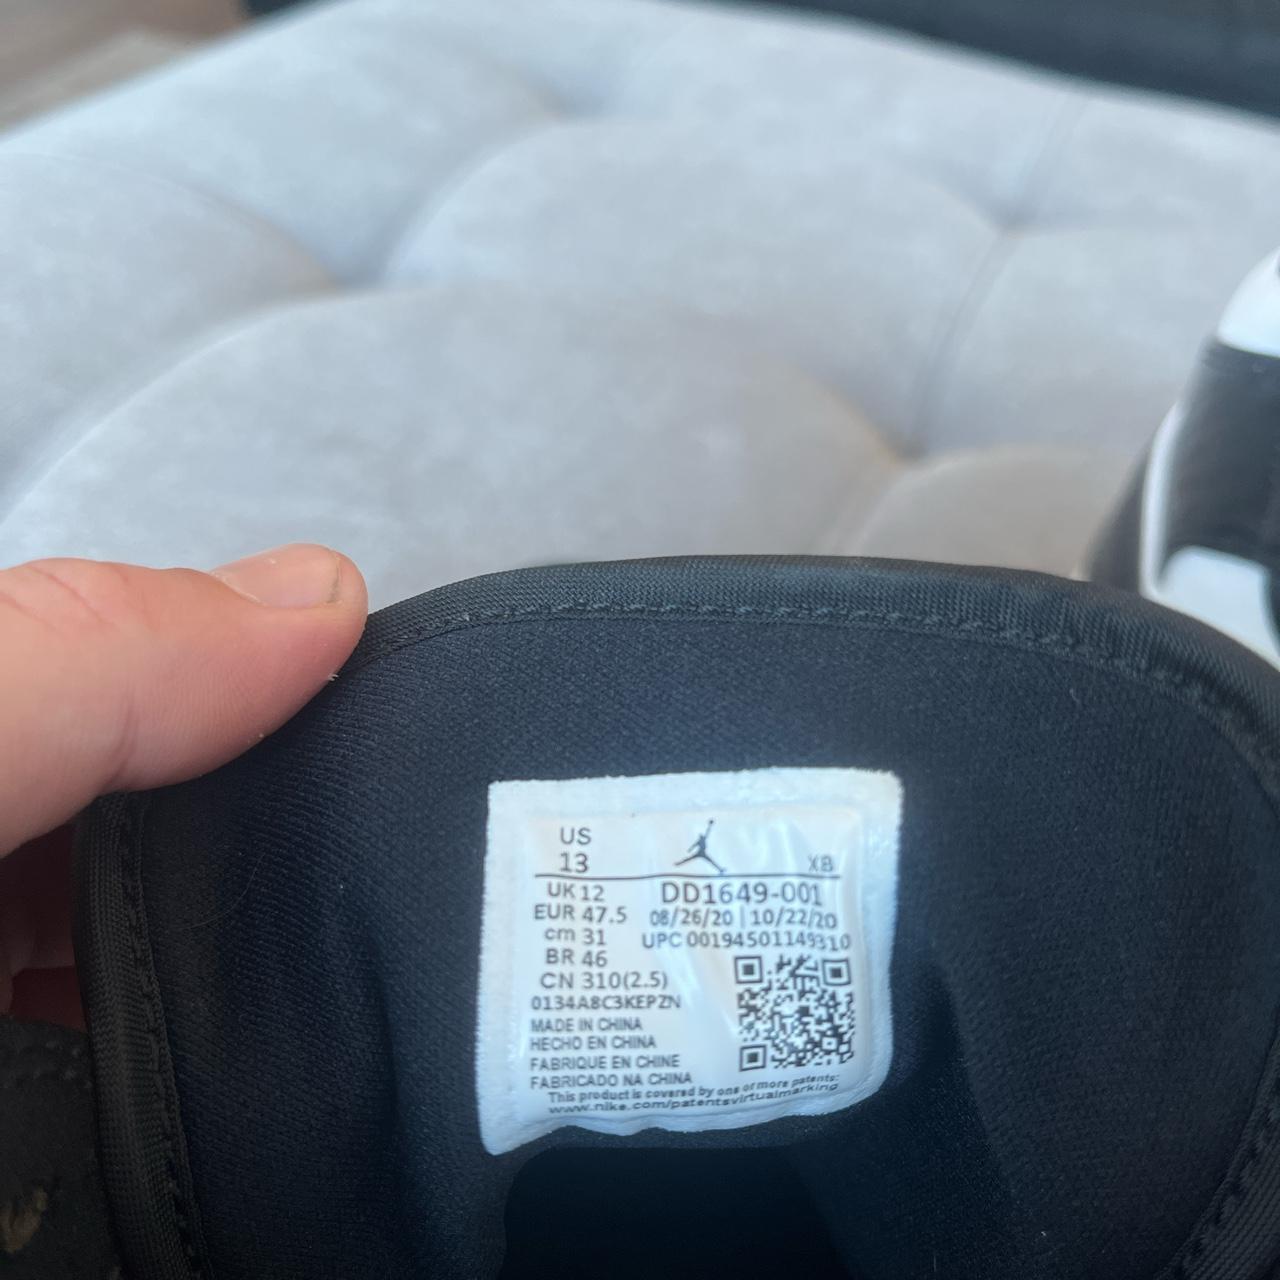 US
13
XB
UK 12
EUR 47.5
cm 31
BR 46
CN 310(2.5)
DD1649-001
08/26/20 | 10/22/20
UPC 00194501149310
0134A8C3KEPZN
MADE IN CHINA
HECHO EN CHINA
FABRIQUE EN CHINE
FABRICADO NA CHINA
This product is covered by one of more patents:
www.nike.com/patentsvirtualmarking